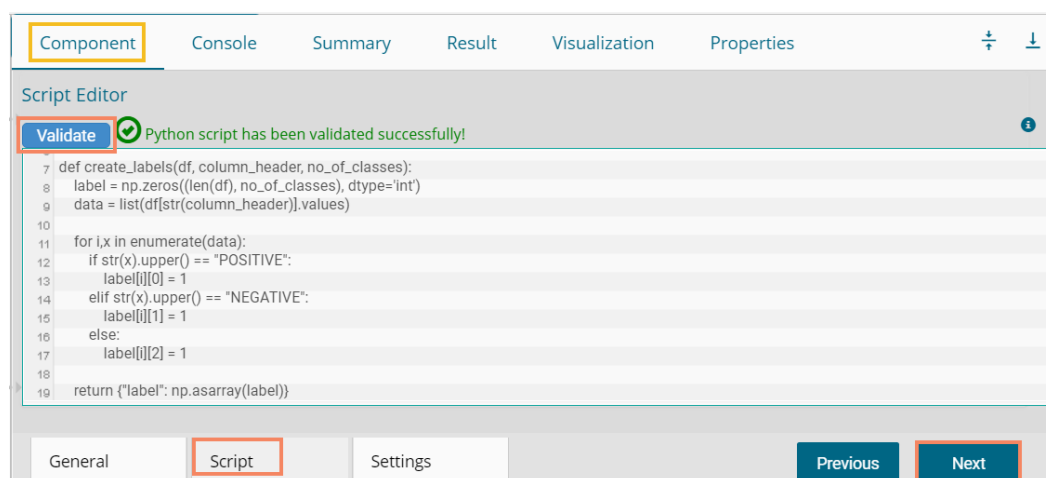 Component Console Summary Result Visualization Properties
Script Editor
Validate Python script has been validated successfully!
7 def create_labels(df, column_header, no_of_classes):
8 label = np.zeros((len(df), no_of_classes), dtype='int')
9 data = list(df[str(column_header)].values)
10
11 for i,x in enumerate(data):
12 if str(x).upper() == "POSITIVE":
13 label[i][0] = 1
14 elif str(x).upper() == "NEGATIVE":
15 label[i][1] = 1
16 else:
17 label[i][2] = 1
18
19 return {"label": np.asarray(label)}
General Script Settings Previous Next